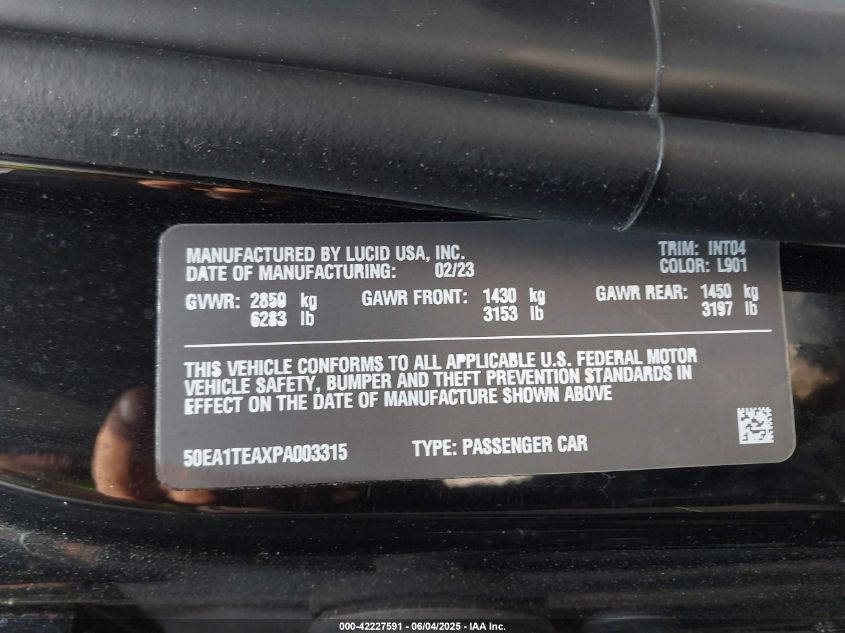 MANUFACTURED BY LUCID USA, INC. TRIM: INT04
DATE OF MANUFACTURING: 02/23 COLOR: L901
GVWR: 2850 kg GAWR FRONT: 1430 kg GAWR REAR: 1450 kg
6283 lb 3153 lb 3197 lb
THIS VEHICLE CONFORMS TO ALL APPLICABLE U.S. FEDERAL MOTOR
VEHICLE SAFETY, BUMPER AND THEFT PREVENTION STANDARDS IN
EFFECT ON THE DATE OF MANUFACTURE SHOWN ABOVE
50EA1TEAXPA003315 TYPE: PASSENGER CAR
000-42227591 - 06/04/2025 - IAA Inc.